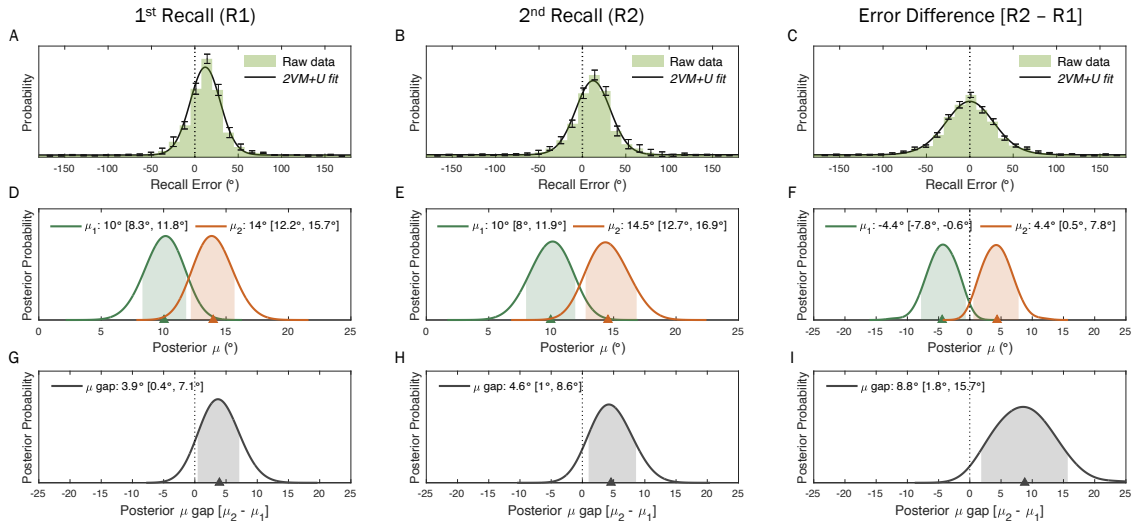 1st Recall (R1)
2nd Recall (R2)
Error Difference [R2 – R1]
A
Probability
Raw data
2VM+U fit
-150 -100 -50 0 50 100 150
Recall Error (°)
B
Probability
Raw data
2VM+U fit
-150 -100 -50 0 50 100 150
Recall Error (°)
C
Probability
Raw data
2VM+U fit
-150 -100 -50 0 50 100 150
Recall Error (°)
D
Posterior Probability
μ1: 10° [8.3°, 11.8°] μ2: 14° [12.2°, 15.7°]
0 5 10 15 20 25
Posterior μ (°)
E
Posterior Probability
μ1: 10° [8°, 11.9°] μ2: 14.5° [12.7°, 16.9°]
0 5 10 15 20 25
Posterior μ (°)
F
Posterior Probability
μ1: -4.4° [-7.8°, -0.6°] μ2: 4.4° [0.5°, 7.8°]
-25 -20 -15 -10 -5 0 5 10 15 20 25
Posterior μ (°)
G
Posterior Probability
μ gap: 3.9° [0.4°, 7.1°]
-25 -20 -15 -10 -5 0 5 10 15 20 25
Posterior μ gap [μ2 - μ1]
H
Posterior Probability
μ gap: 4.6° [1°, 8.6°]
-25 -20 -15 -10 -5 0 5 10 15 20 25
Posterior μ gap [μ2 - μ1]
I
Posterior Probability
μ gap: 8.8° [1.8°, 15.7°]
-25 -20 -15 -10 -5 0 5 10 15 20 25
Posterior μ gap [μ2 - μ1]